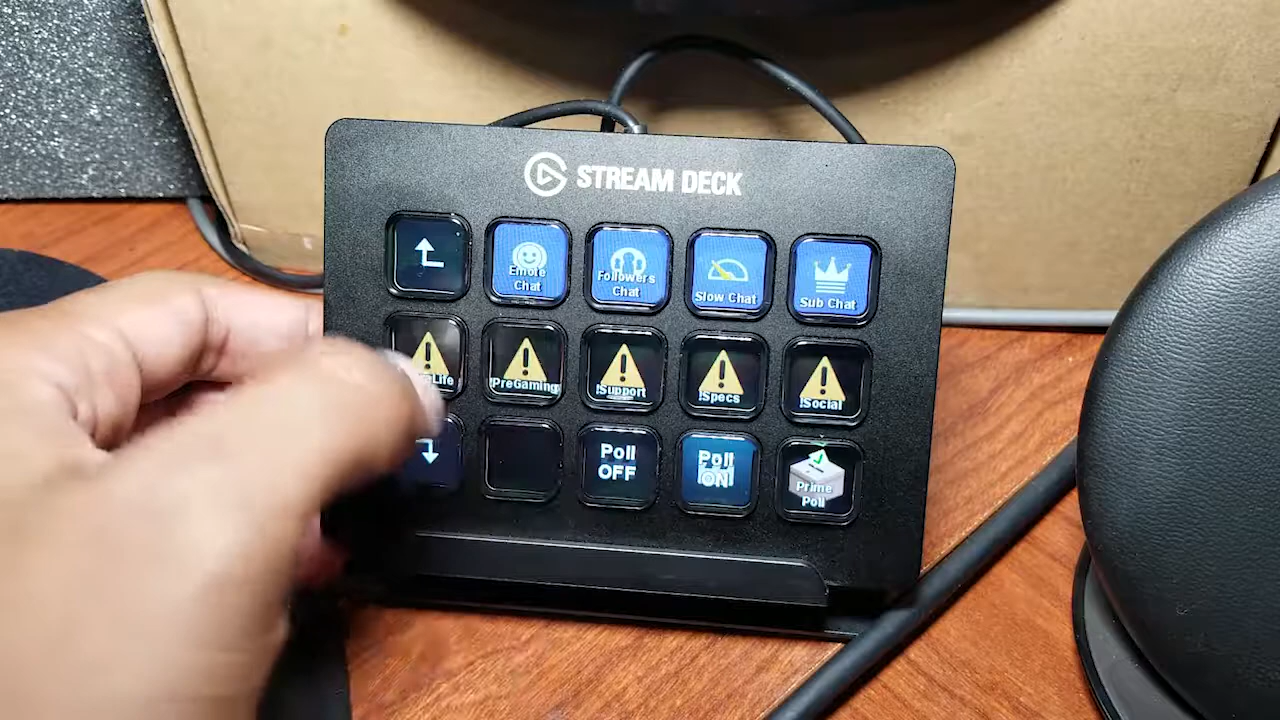 STREAM DECK
Emote
Chat
Followers
Chat
Slow Chat
Sub Chat
!PreGaming
!Support
!Specs
!Social
Poll
OFF
Poll
ON
Prime
Poll